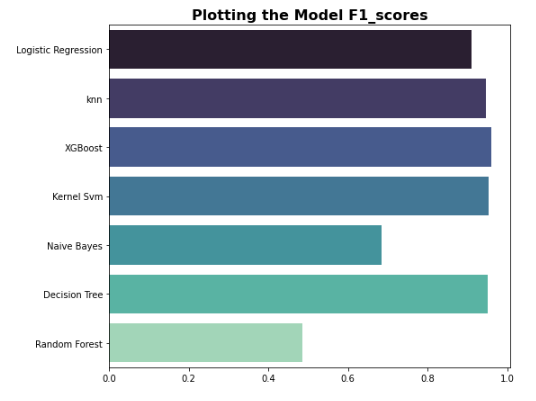 Plotting the Model F1_scores
Logistic Regression
knn
XGBoost
Kernel Svm
Naive Bayes
Decision Tree
Random Forest
0.0 0.2 0.4 0.6 0.8 1.0